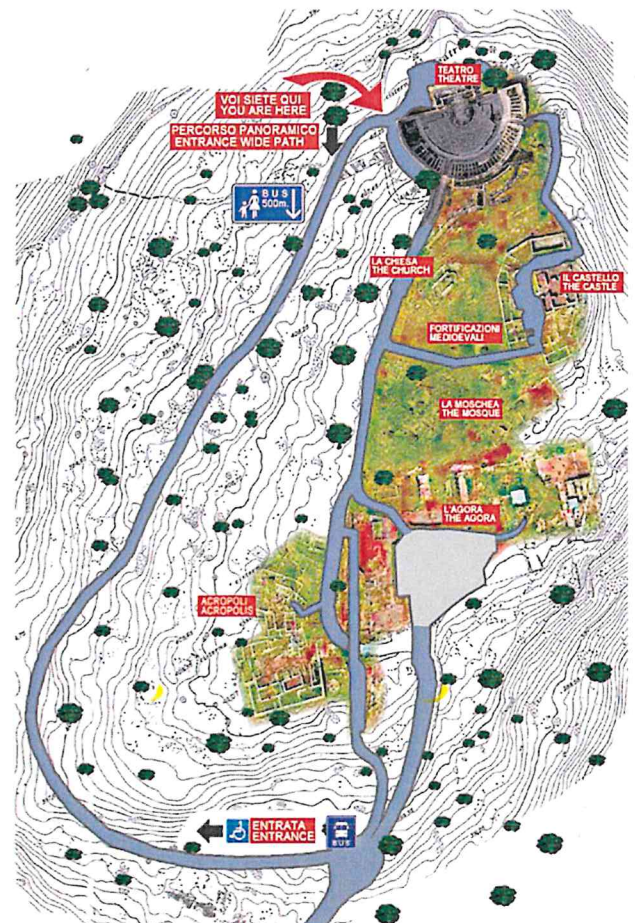 TEATRO
THEATRE
VOI SIETE QUI
YOU ARE HERE
PERCORSO PANORAMICO
ENTRANCE WIDE PATH
BUS
500m.
LA CHIESA
THE CHURCH
IL CASTELLO
THE CASTLE
FORTIFICAZIONI
MEDIOEVALI
LA MOSCHEA
THE MOSQUE
L'AGORA
THE AGORA
ACROPOLI
ACROPOLIS
ENTRATA
ENTRANCE
BUS